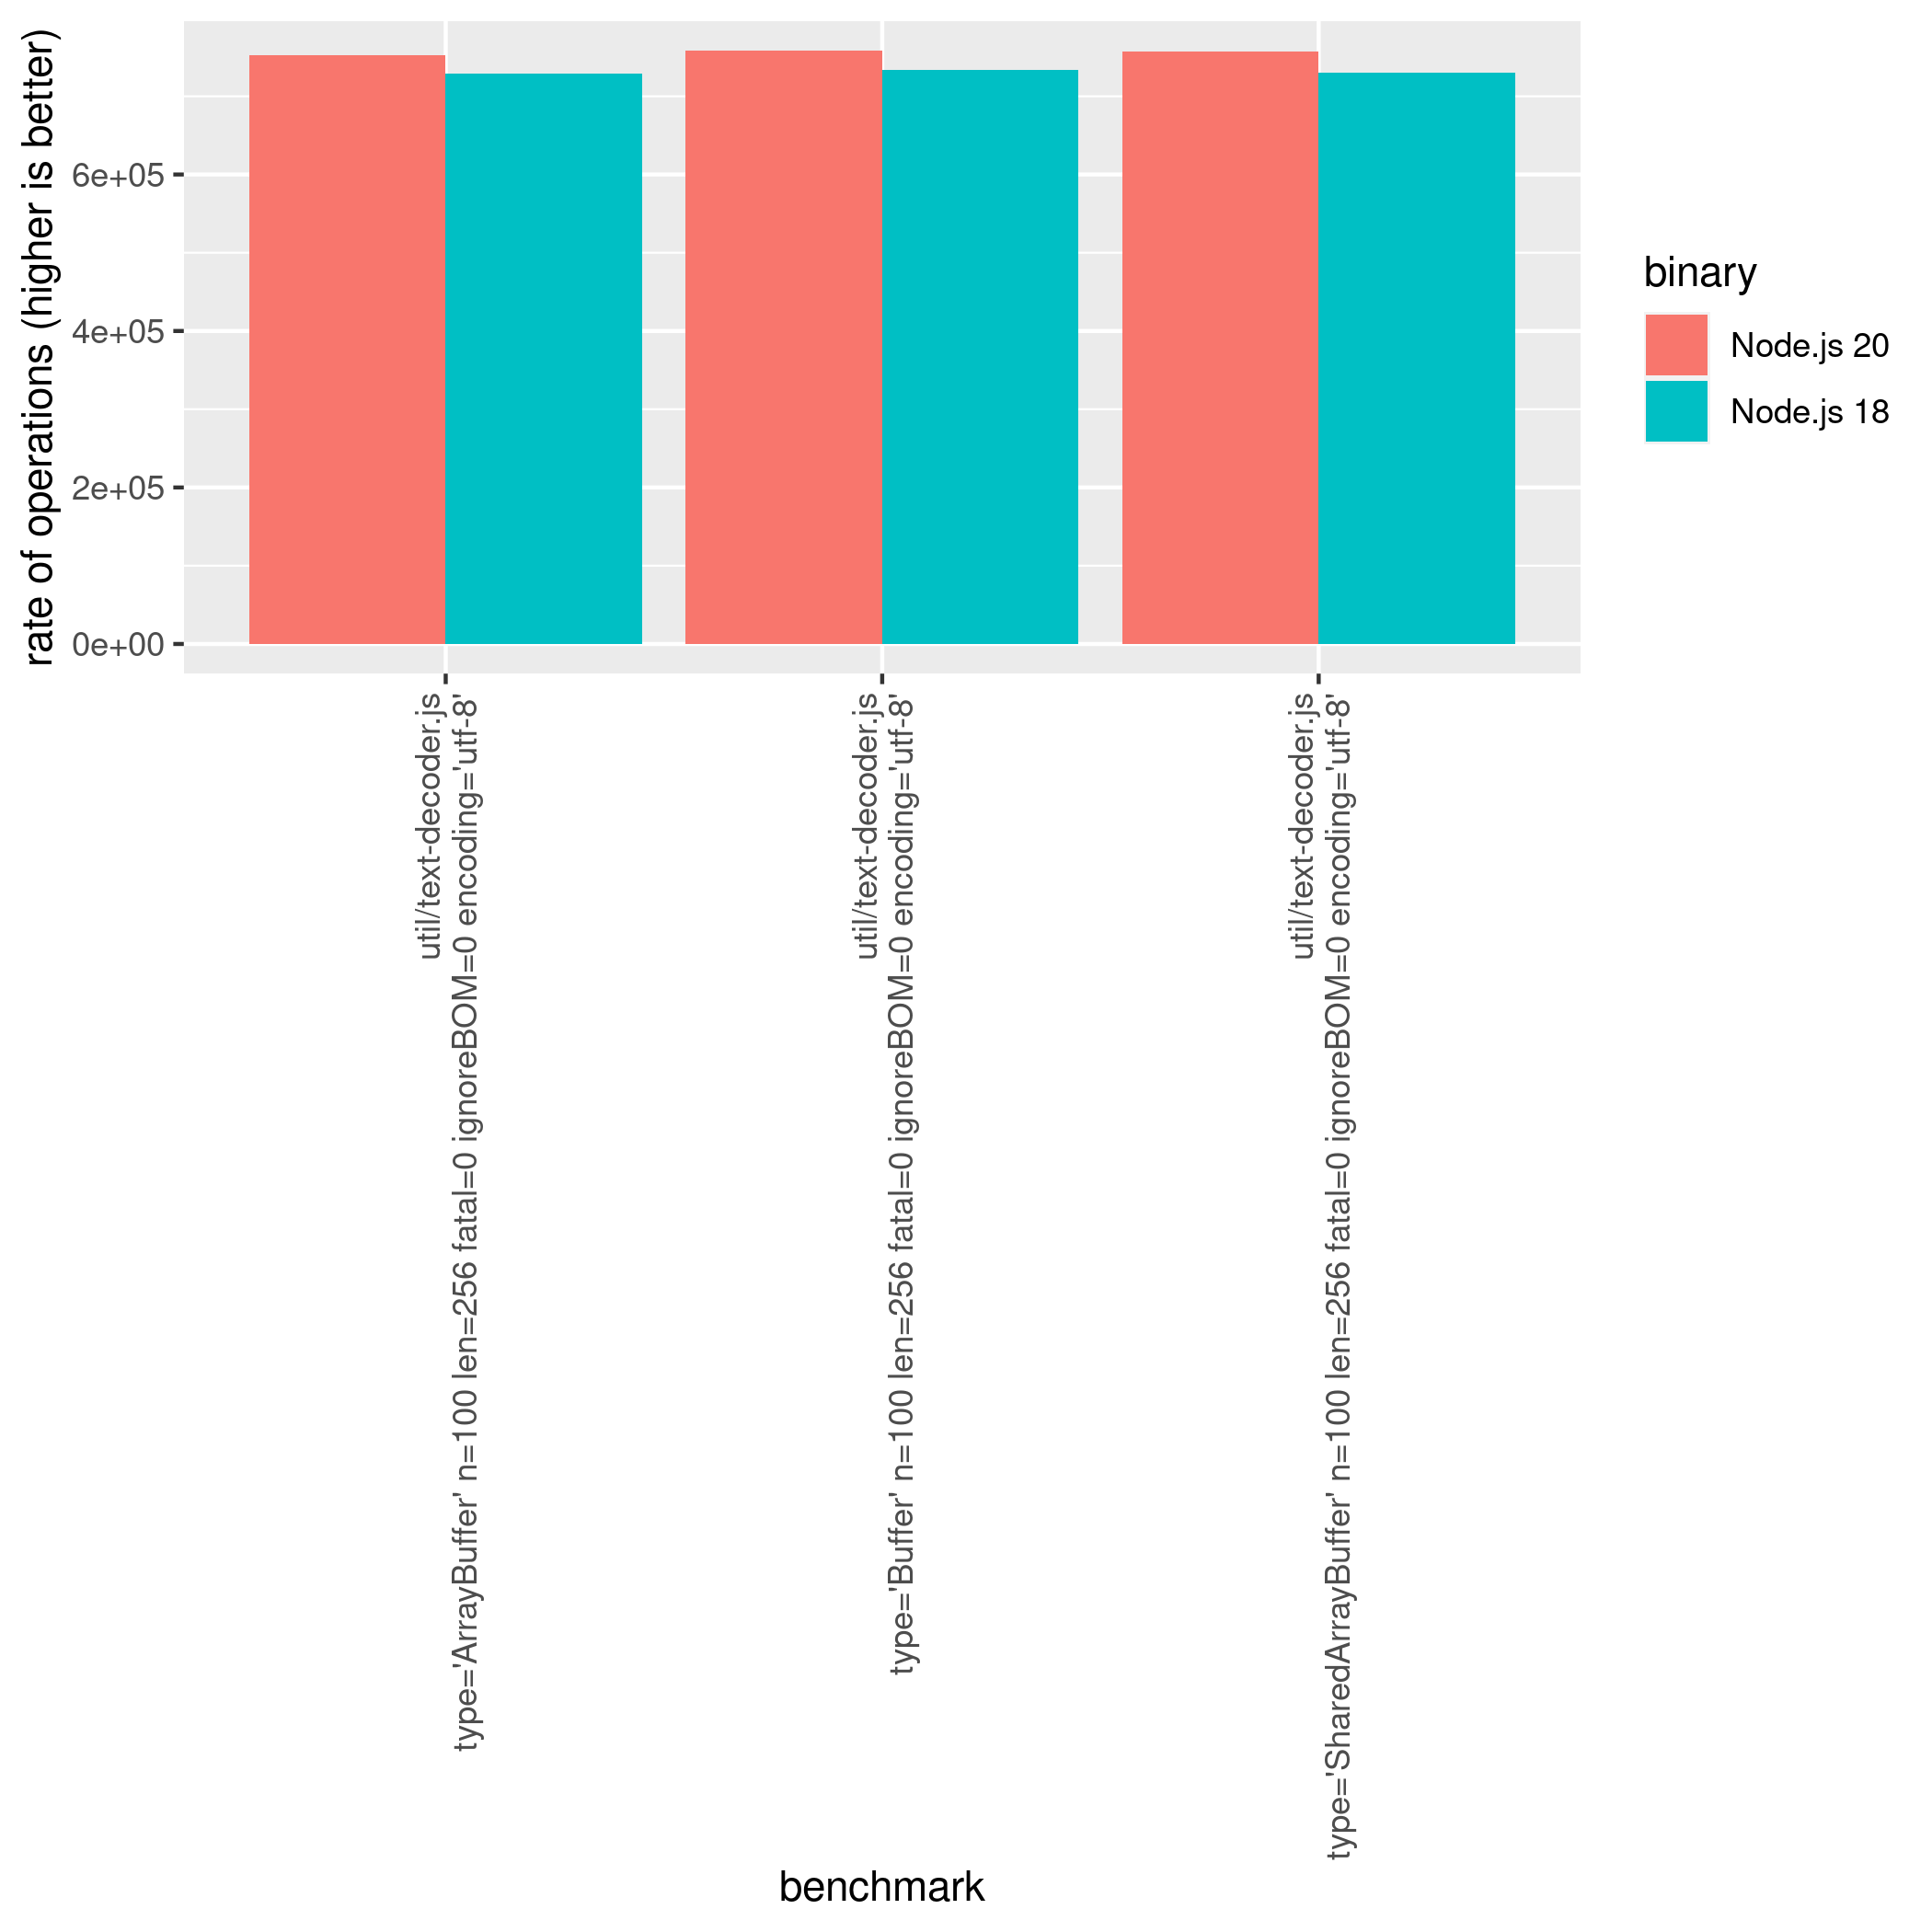 rate of operations (higher is better)
6e+05
4e+05
2e+05
0e+00
util/text-decoder.js
type='ArrayBuffer' n=100 len=256 fatal=0 ignoreBOM=0 encoding='utf-8'
util/text-decoder.js
type='Buffer' n=100 len=256 fatal=0 ignoreBOM=0 encoding='utf-8'
util/text-decoder.js
type='SharedArrayBuffer' n=100 len=256 fatal=0 ignoreBOM=0 encoding='utf-8'
benchmark
binary
Node.js 20
Node.js 18